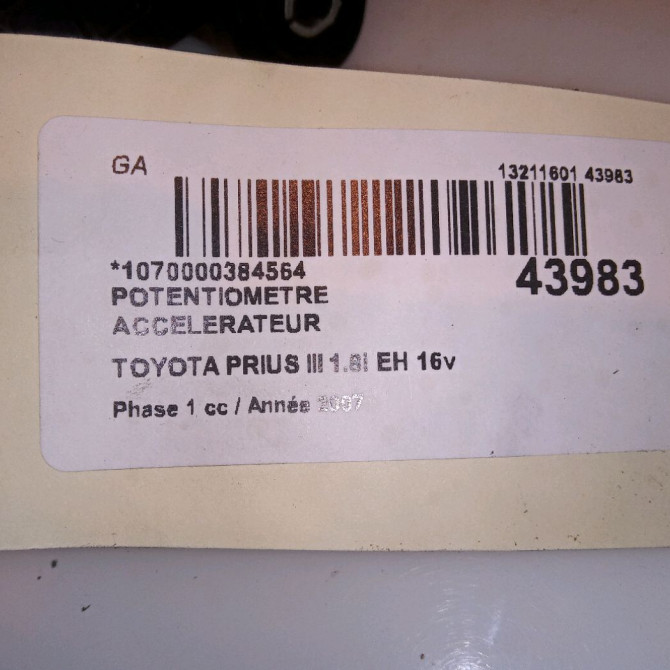 GA
13211601 43983
*1070000384564
43983
POTENTIOMETRE
ACCELERATEUR
TOYOTA PRIUS III 1.8i EH 16v
Phase 1 cc / Année